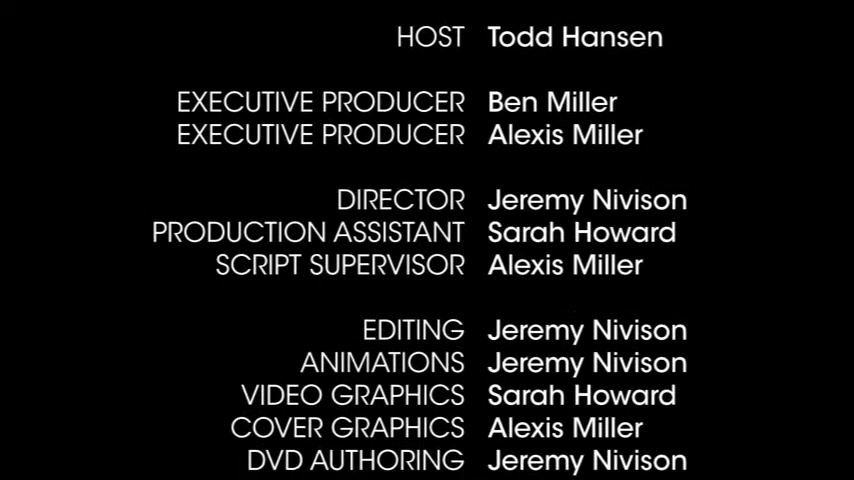 HOST Todd Hansen
EXECUTIVE PRODUCER Ben Miller
EXECUTIVE PRODUCER Alexis Miller
DIRECTOR Jeremy Nivison
PRODUCTION ASSISTANT Sarah Howard
SCRIPT SUPERVISOR Alexis Miller
EDITING Jeremy Nivison
ANIMATIONS Jeremy Nivison
VIDEO GRAPHICS Sarah Howard
COVER GRAPHICS Alexis Miller
DVD AUTHORING Jeremy Nivison